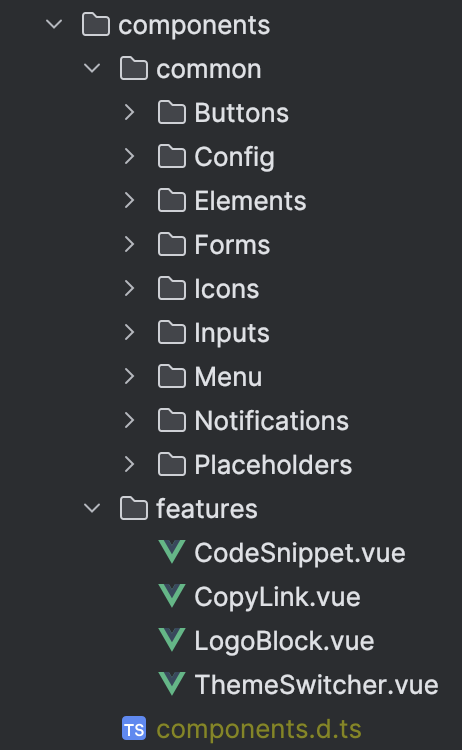 components
common
Buttons
Config
Elements
Forms
Icons
Inputs
Menu
Notifications
Placeholders
features
CodeSnippet.vue
CopyLink.vue
LogoBlock.vue
ThemeSwitcher.vue
TS components.d.ts